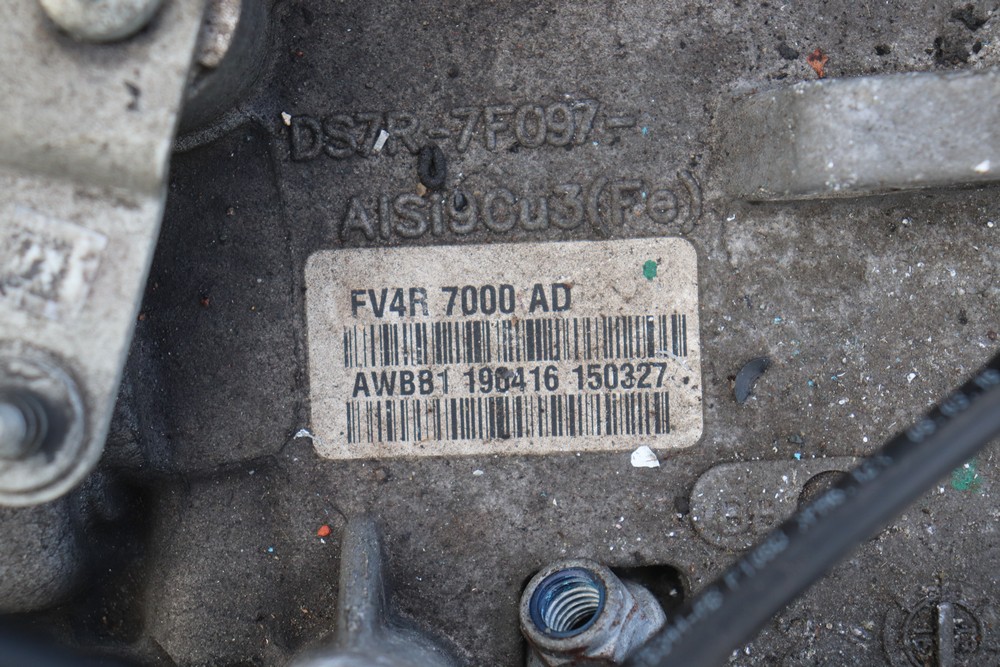 DS7R-7F097-
AlSi9Cu3(Fe)
FV4R 7000 AD
AWBB1 190416 150327